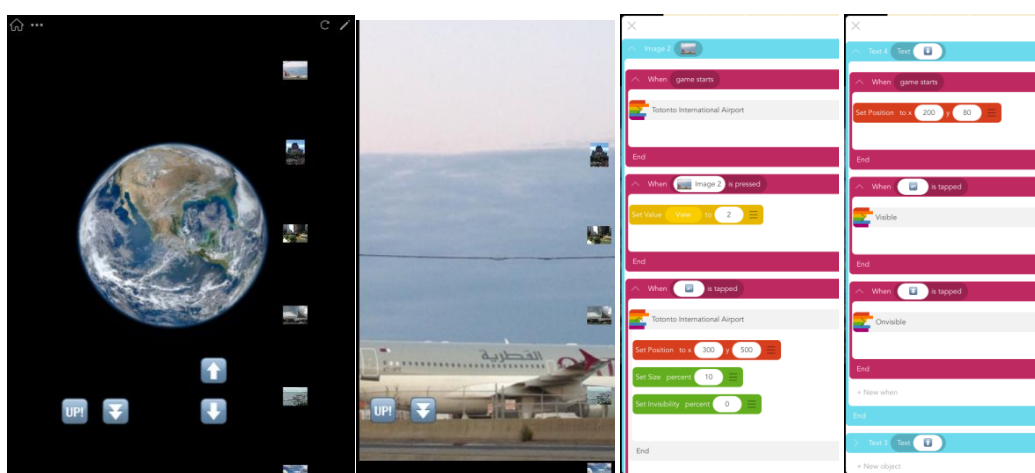 UP!
القطرية
UP!
Image 2
When game starts
Totonto International Airport
End
When Image 2 is pressed
Set Value View to 2
End
When is tapped
Totonto International Airport
Set Position to x 300 y 500
Set Size percent 10
Set Invisibility percent 0
End
Text 4 Text
When game starts
Set Position to x 200 y 80
End
When is tapped
Visible
End
When is tapped
Onvisible
End
+ New when
End
Text 3 Text
+ New object